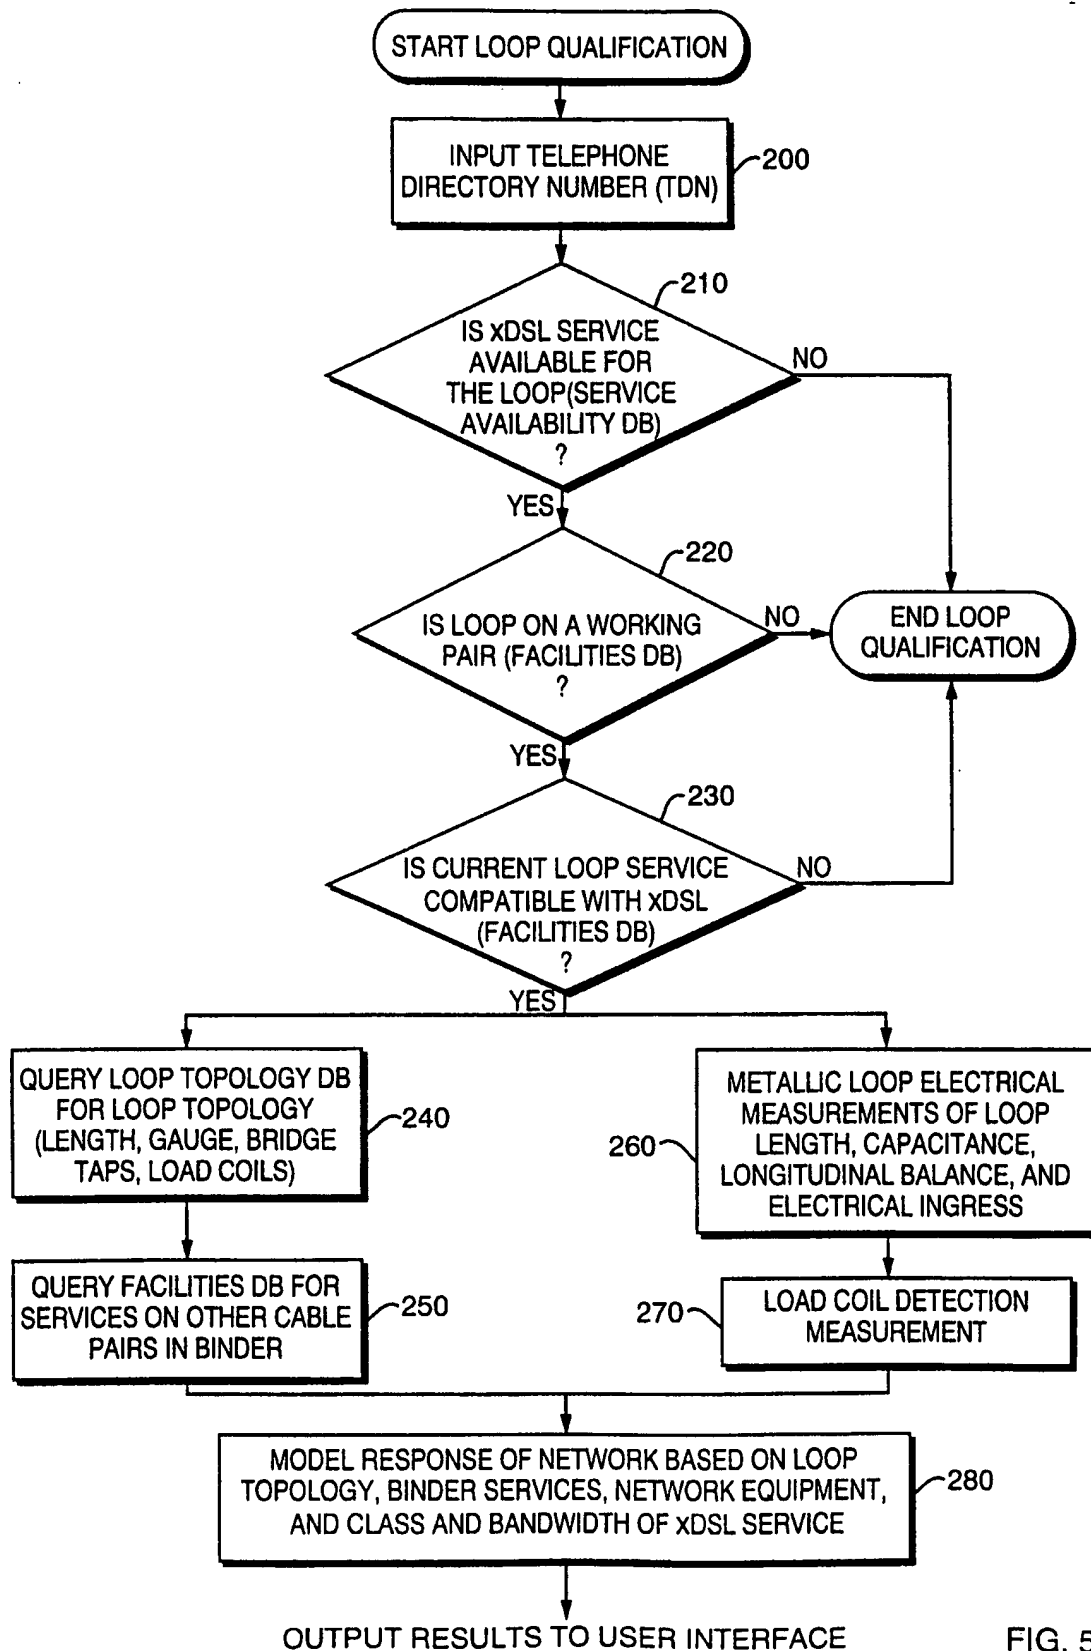 START LOOP QUALIFICATION
INPUT TELEPHONE
DIRECTORY NUMBER (TDN)
200
210
IS xDSL SERVICE
AVAILABLE FOR
THE LOOP(SERVICE
AVAILABILITY DB)
?
NO
YES
220
IS LOOP ON A WORKING
PAIR (FACILITIES DB)
?
NO
END LOOP
QUALIFICATION
YES
230
IS CURRENT LOOP SERVICE
COMPATIBLE WITH xDSL
(FACILITIES DB)
?
NO
YES
QUERY LOOP TOPOLOGY DB
FOR LOOP TOPOLOGY
(LENGTH, GAUGE, BRIDGE
TAPS, LOAD COILS)
240
METALLIC LOOP ELECTRICAL
MEASUREMENTS OF LOOP
LENGTH, CAPACITANCE,
LONGITUDINAL BALANCE, AND
ELECTRICAL INGRESS
260
QUERY FACILITIES DB FOR
SERVICES ON OTHER CABLE
PAIRS IN BINDER
250
270
LOAD COIL DETECTION
MEASUREMENT
MODEL RESPONSE OF NETWORK BASED ON LOOP
TOPOLOGY, BINDER SERVICES, NETWORK EQUIPMENT,
AND CLASS AND BANDWIDTH OF xDSL SERVICE
280
OUTPUT RESULTS TO USER INTERFACE
FIG. 5